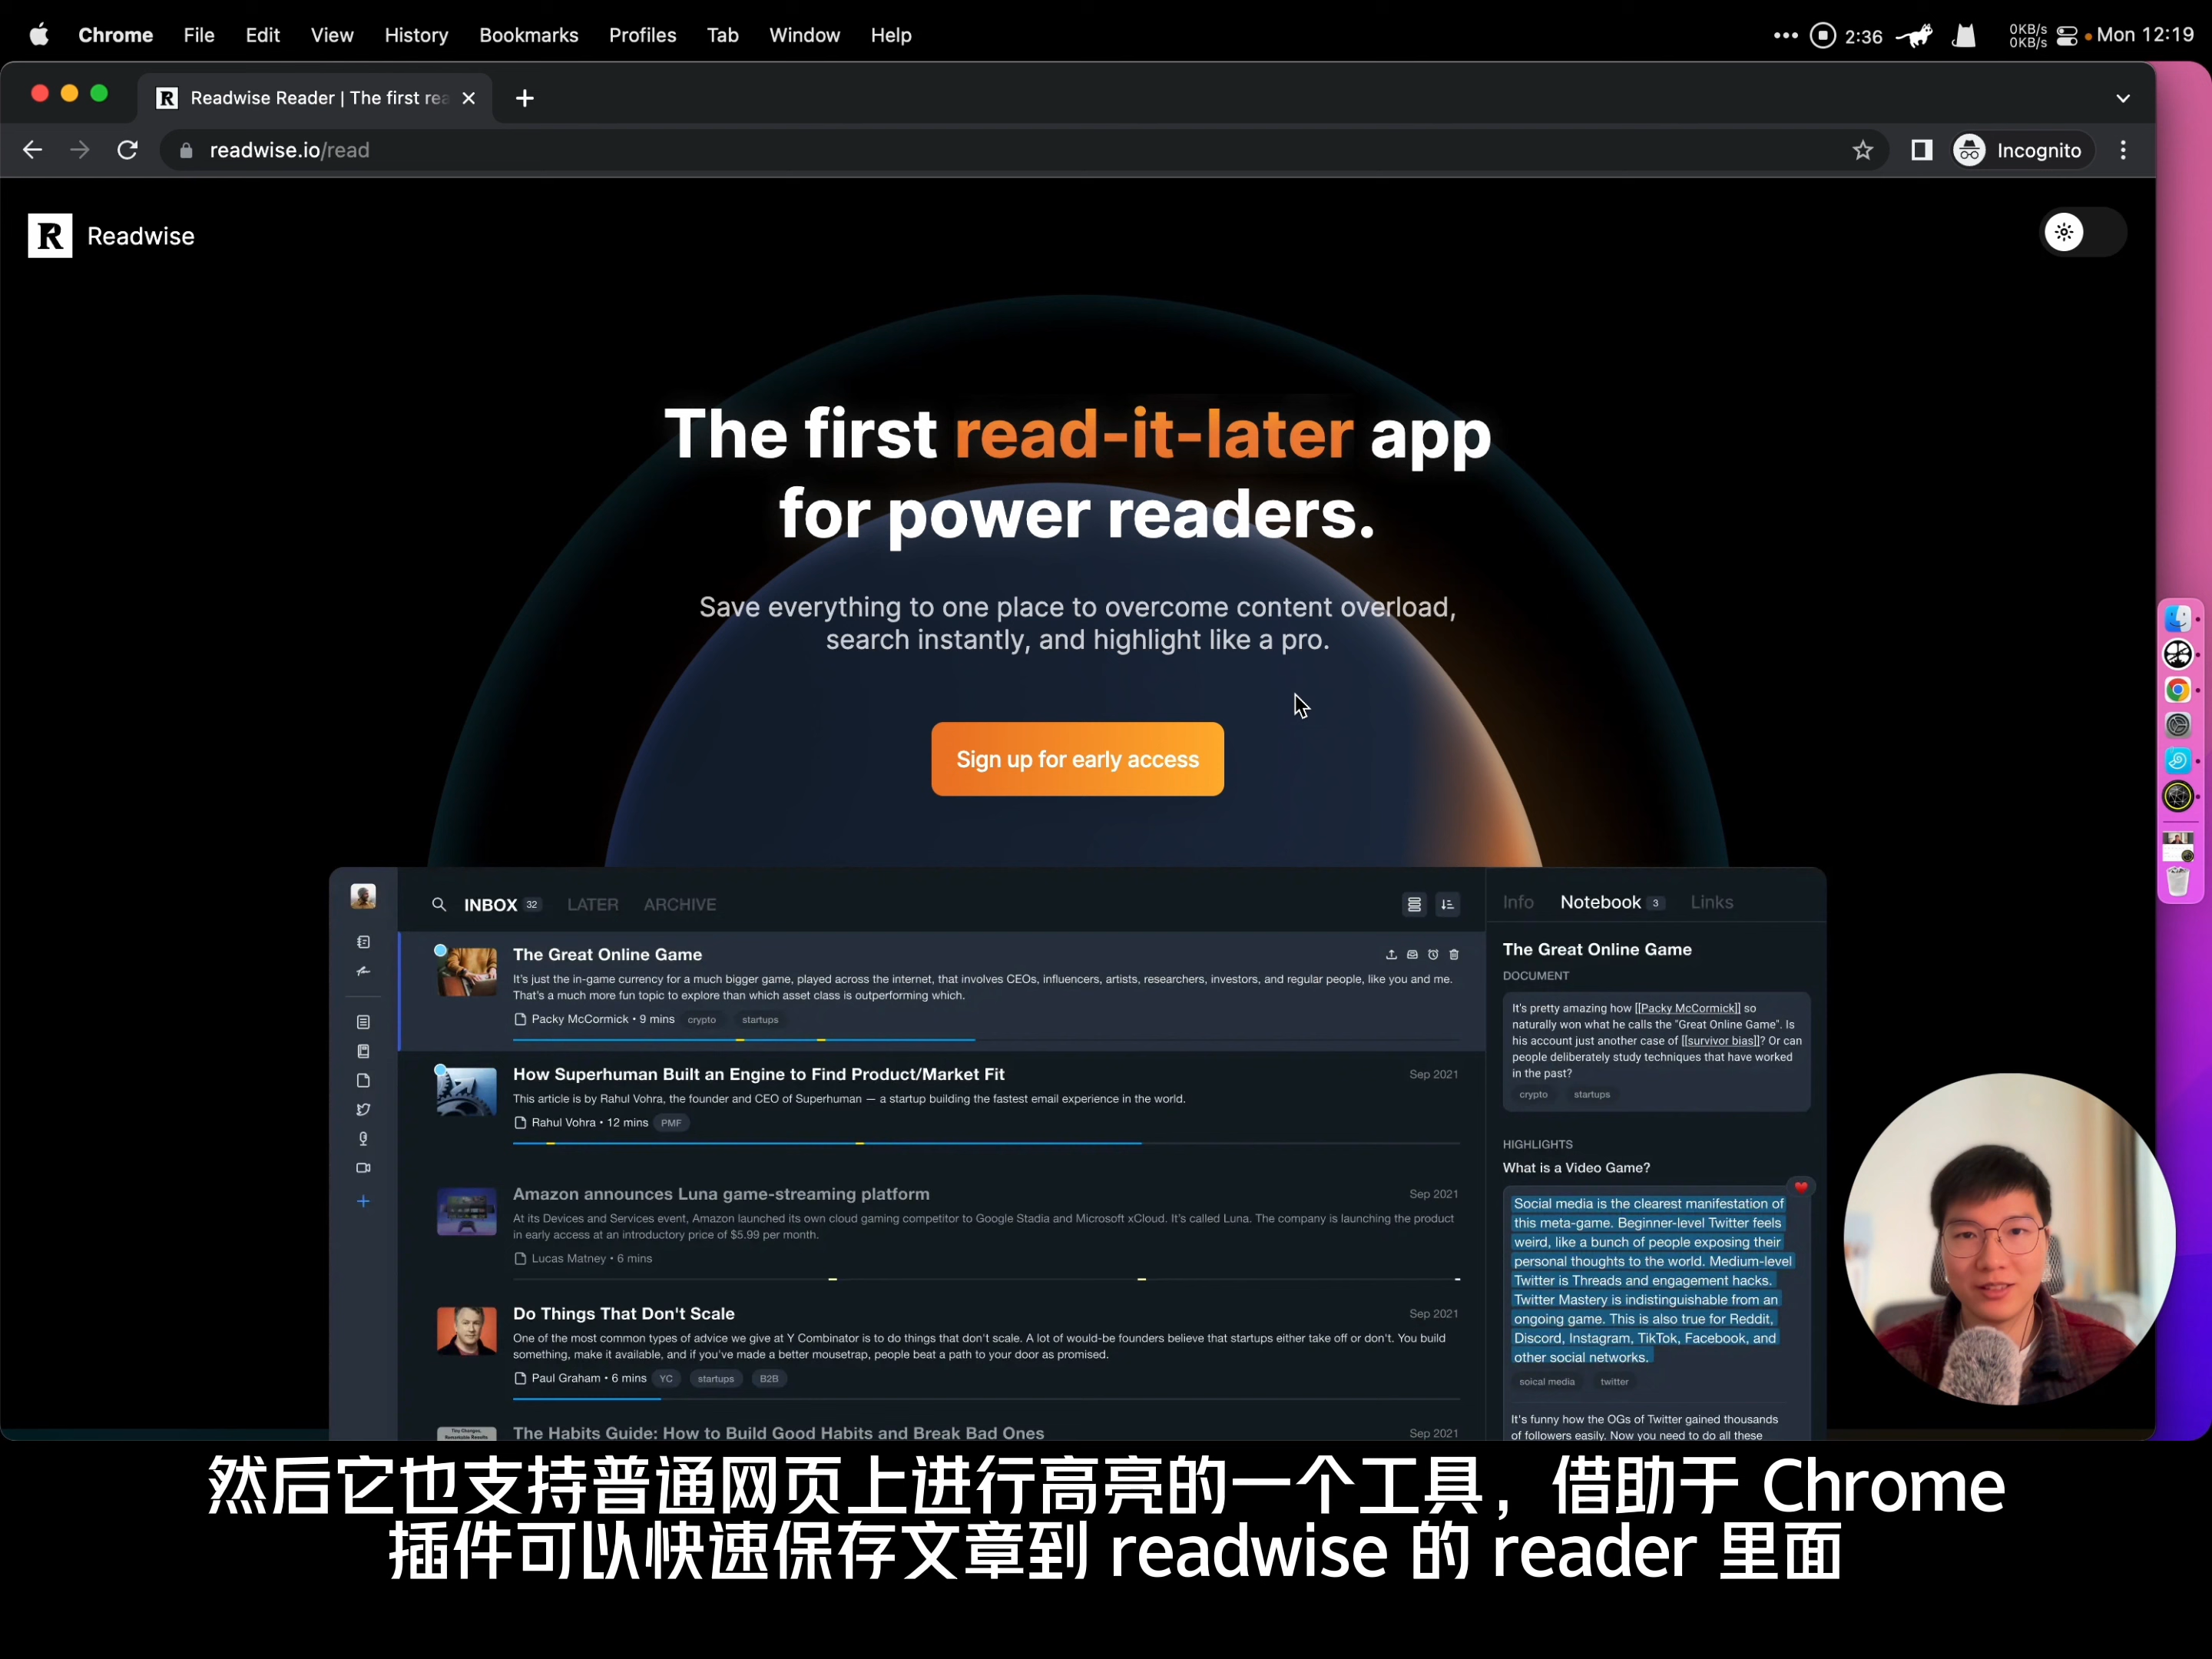 Chrome File Edit View History Bookmarks Profiles Tab Window Help
2:36
0KB/s
0KB/s
Mon 12:19
Readwise Reader | The first rea
readwise.io/read
Incognito
Readwise
The first read-it-later app
for power readers.
Save everything to one place to overcome content overload,
search instantly, and highlight like a pro.
Sign up for early access
INBOX 32 LATER ARCHIVE
The Great Online Game
It's just the in-game currency for a much bigger game, played across the internet, that involves CEOs, influencers, artists, researchers, investors, and regular people, like you and me.
That's a much more fun topic to explore than which asset class is outperforming which.
Packy McCormick • 9 mins crypto startups
How Superhuman Built an Engine to Find Product/Market Fit
Sep 2021
This article is by Rahul Vohra, the founder and CEO of Superhuman — a startup building the fastest email experience in the world.
Rahul Vohra • 12 mins PMF
Amazon announces Luna game-streaming platform
Sep 2021
At its Devices and Services event, Amazon launched its own cloud gaming competitor to Google Stadia and Microsoft xCloud. It's called Luna. The company is launching the product
in early access at an introductory price of $5.99 per month.
Lucas Matney • 6 mins
Do Things That Don't Scale
Sep 2021
One of the most common types of advice we give at Y Combinator is to do things that don't scale. A lot of would-be founders believe that startups either take off or don't. You build
something, make it available, and if you've made a better mousetrap, people beat a path to your door as promised.
Paul Graham • 6 mins YC startups B2B
The Habits Guide: How to Build Good Habits and Break Bad Ones
Sep 2021
Info Notebook 3 Links
The Great Online Game
DOCUMENT
It's pretty amazing how [[Packy McCormick]] so
naturally won what he calls the "Great Online Game". Is
his account just another case of [[survivor bias]]? Or can
people deliberately study techniques that have worked
in the past?
crypto startups
HIGHLIGHTS
What is a Video Game?
Social media is the clearest manifestation of
this meta-game. Beginner-level Twitter feels
weird, like a bunch of people exposing their
personal thoughts to the world. Medium-level
Twitter is Threads and engagement hacks.
Twitter Mastery is indistinguishable from an
ongoing game. This is also true for Reddit,
Discord, Instagram, TikTok, Facebook, and
other social networks.
soical media twitter
It's funny how the OGs of Twitter gained thousands
of followers easily. Now you need to do all these
然后它也支持普通网页上进行高亮的一个工具，借助于 Chrome
插件可以快速保存文章到 readwise 的 reader 里面